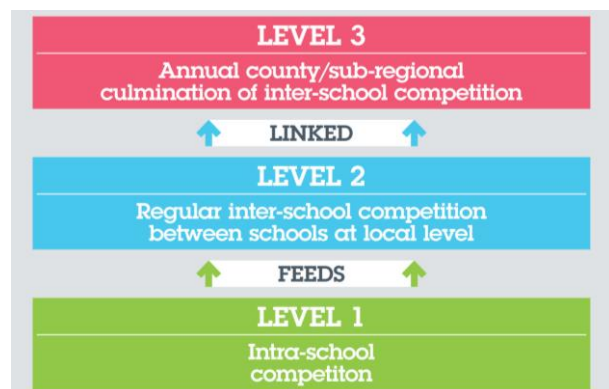 LEVEL 3
Annual county/sub-regional
culmination of inter-school competition
LINKED
LEVEL 2
Regular inter-school competition
between schools at local level
FEEDS
LEVEL 1
Intra-school
competiton